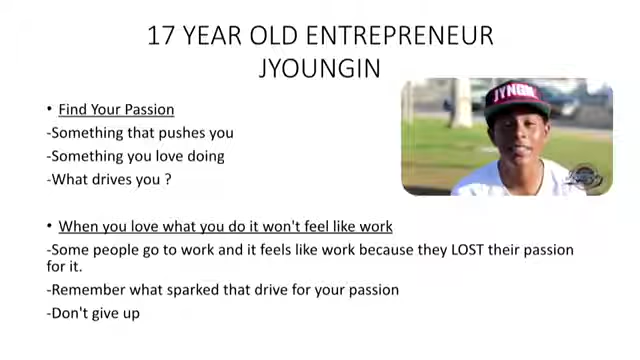 17 YEAR OLD ENTREPRENEUR
JYOUNGIN
• Find Your Passion
-Something that pushes you
-Something you love doing
-What drives you ?
JYNGN
• When you love what you do it won't feel like work
-Some people go to work and it feels like work because they LOST their passion
for it.
-Remember what sparked that drive for your passion
-Don't give up